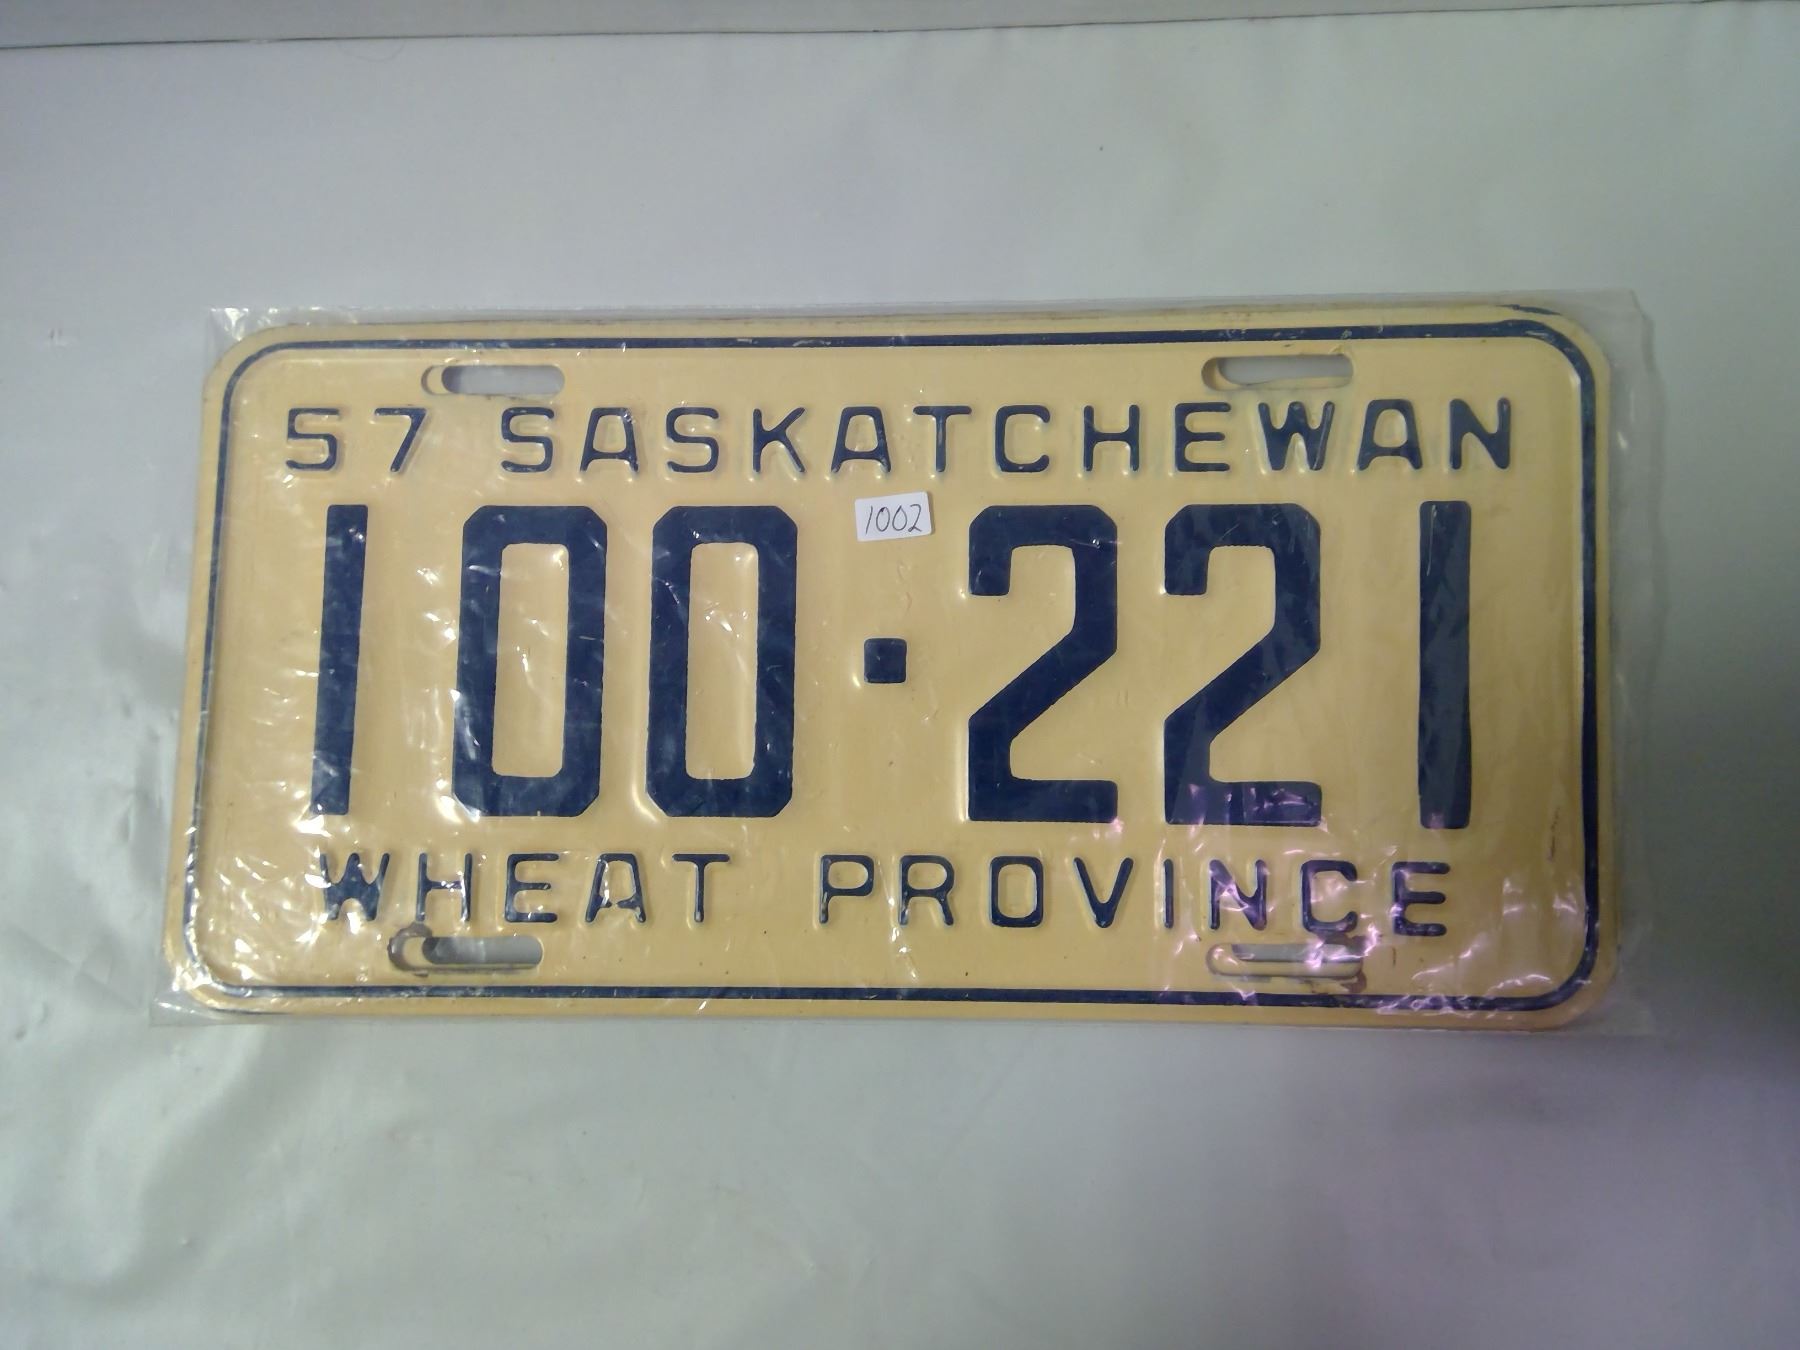 57 SASKATCHEWAN
1002
100·221
WHEAT PROVINCE